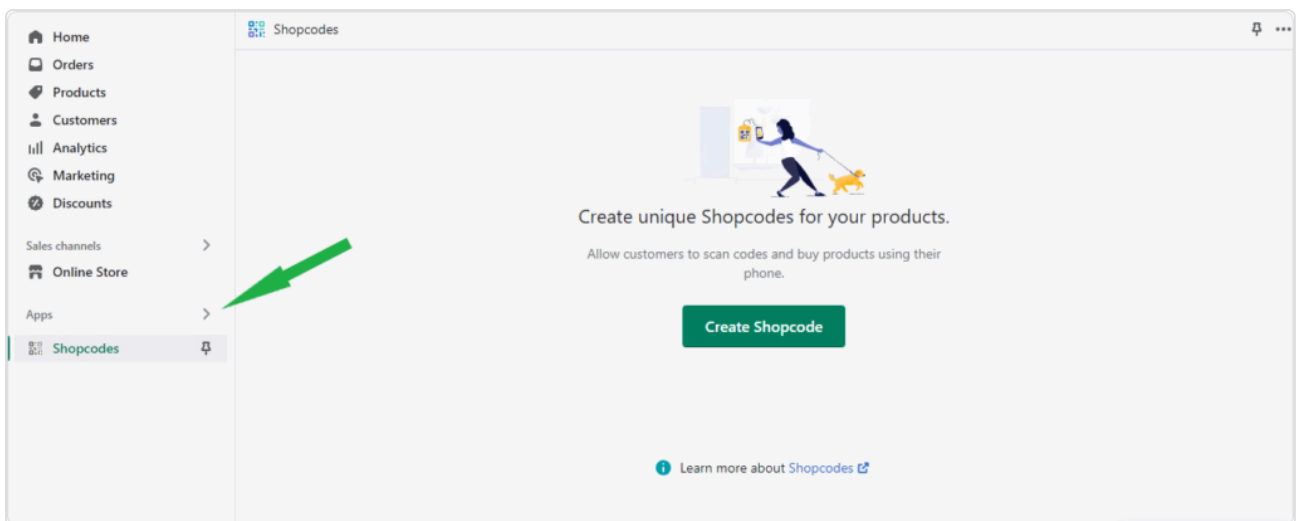 Home
Orders
Products
Customers
Analytics
Marketing
Discounts
Sales channels
Online Store
Apps
Shopcodes
Shopcodes
Create unique Shopcodes for your products.
Allow customers to scan codes and buy products using their
phone.
Create Shopcode
Learn more about Shopcodes